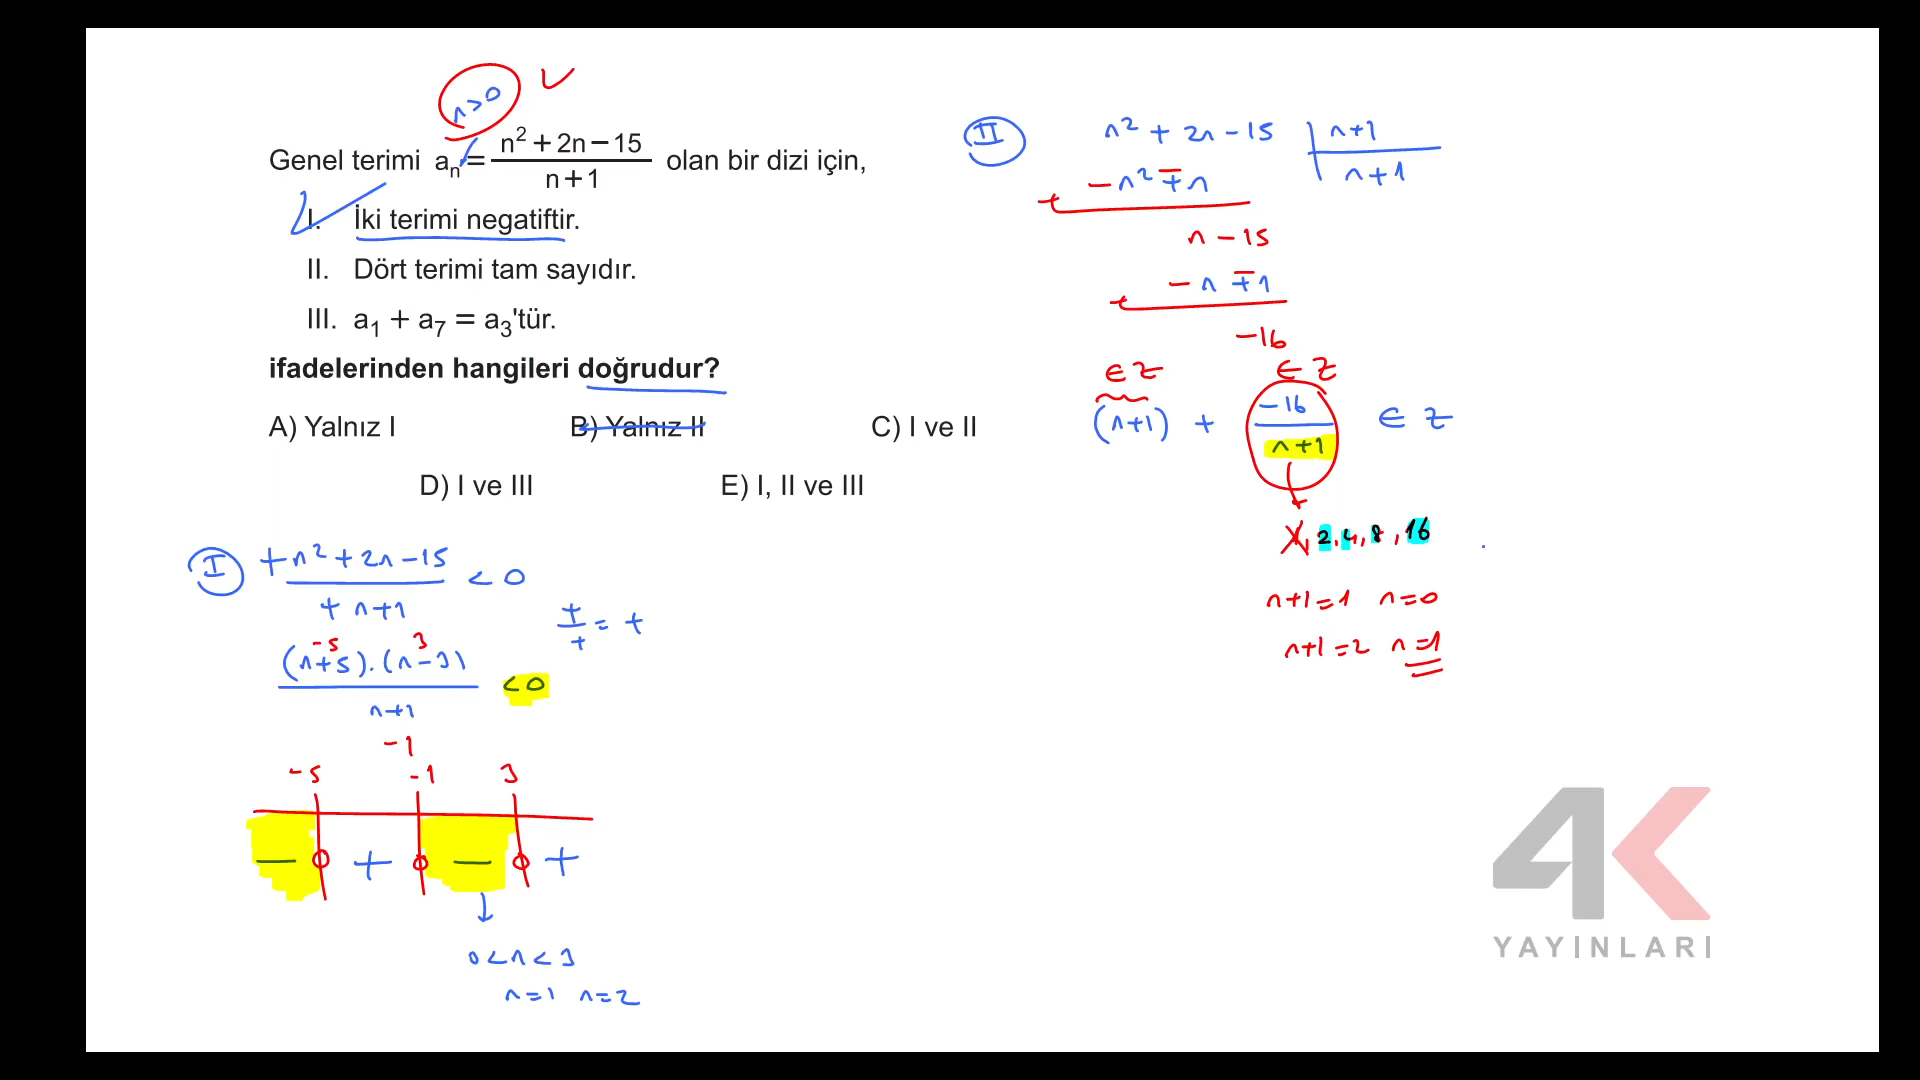 n>0
Genel terimi aₙ = (n² + 2n − 15)/(n + 1) olan bir dizi için,
I. İki terimi negatiftir.
II. Dört terimi tam sayıdır.
III. a₁ + a₇ = a₃'tür.
ifadelerinden hangileri doğrudur?
A) Yalnız I B) Yalnız II C) I ve II
D) I ve III E) I, II ve III
I
+n² + 2n − 15 < 0
+ n+1
+/+ = +
-5 3
(n+5).(n−3) < 0
n+1
-1
-5 -1 3
− + − +
0 < n < 3
n=1 n=2
II
n² + 2n − 15 | n+1
− n² ∓ n n+1
n − 15
− n ∓ 1
−16
∈ Z ∈ Z
(n+1) + −16/(n+1) ∈ Z
1, 2, 4, 8, 16
n+1=1 n=0
n+1=2 n=1
4K
YAYINLARI